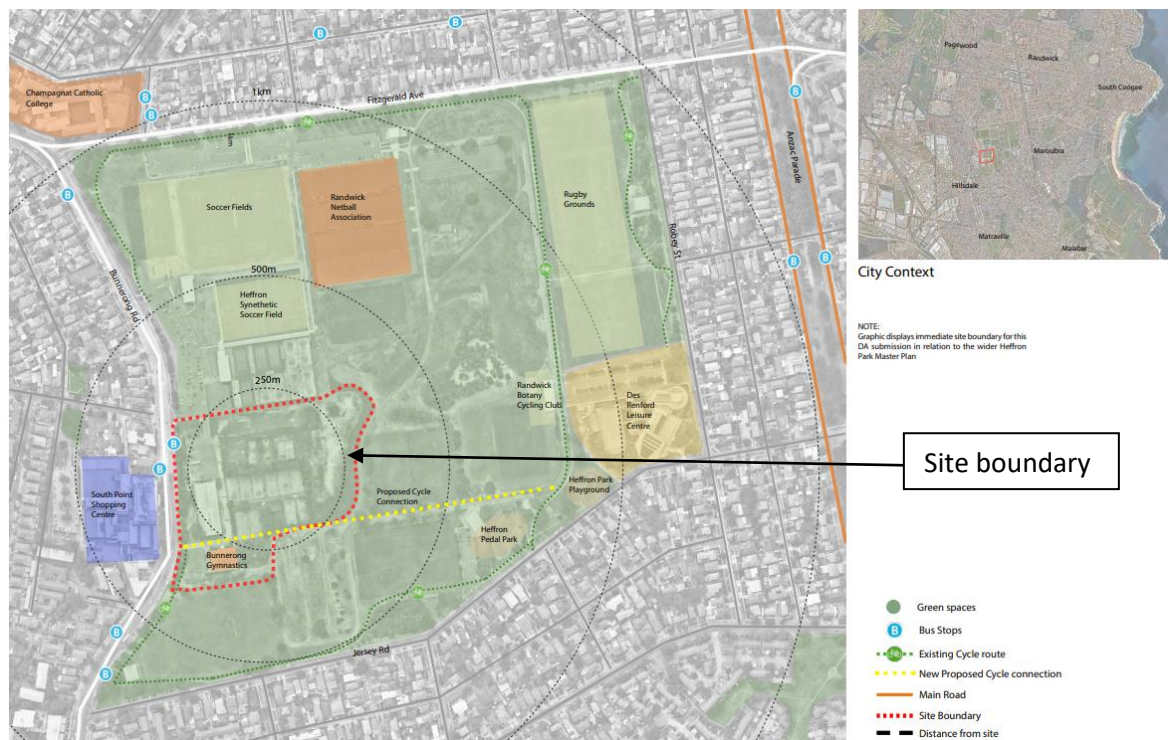 B
B
Champagnat Catholic
College
B
B
1km
Fitzgerald Ave
1km
B
B
Soccer Fields
Randwick
Netball
Association
Rugby
Grounds
Anzac Parade
Robey St
B
B
Bunnerong Rd
500m
Heffron
Synethetic
Soccer Field
250m
Randwick
Botany
Cycling Club
Des
Renford
Leisure
Centre
B
B
South Point
Shopping
Centre
Proposed Cycle
Connection
Heffron Park
Playground
Heffron
Pedal Park
Bunnerong
Gymnastics
B
B
Jersey Rd
Site boundary
Pagewood
Randwick
South Coogee
Maroubra
Hillsdale
Matraville
Malabar
City Context
NOTE:
Graphic displays immediate site boundary for this
DA submission in relation to the wider Heffron
Park Master Plan
Green spaces
B Bus Stops
Existing Cycle route
New Proposed Cycle connection
Main Road
Site Boundary
Distance from site